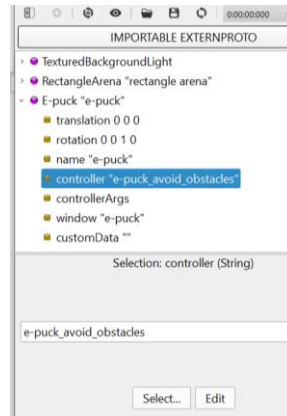 0:00:00:000
IMPORTABLE EXTERNPROTO
TexturedBackgroundLight
RectangleArena "rectangle arena"
E-puck "e-puck"
translation 0 0 0
rotation 0 0 1 0
name "e-puck"
controller "e-puck_avoid_obstacles"
controllerArgs
window "e-puck"
customData ""
Selection: controller (String)
e-puck_avoid_obstacles
Select... Edit